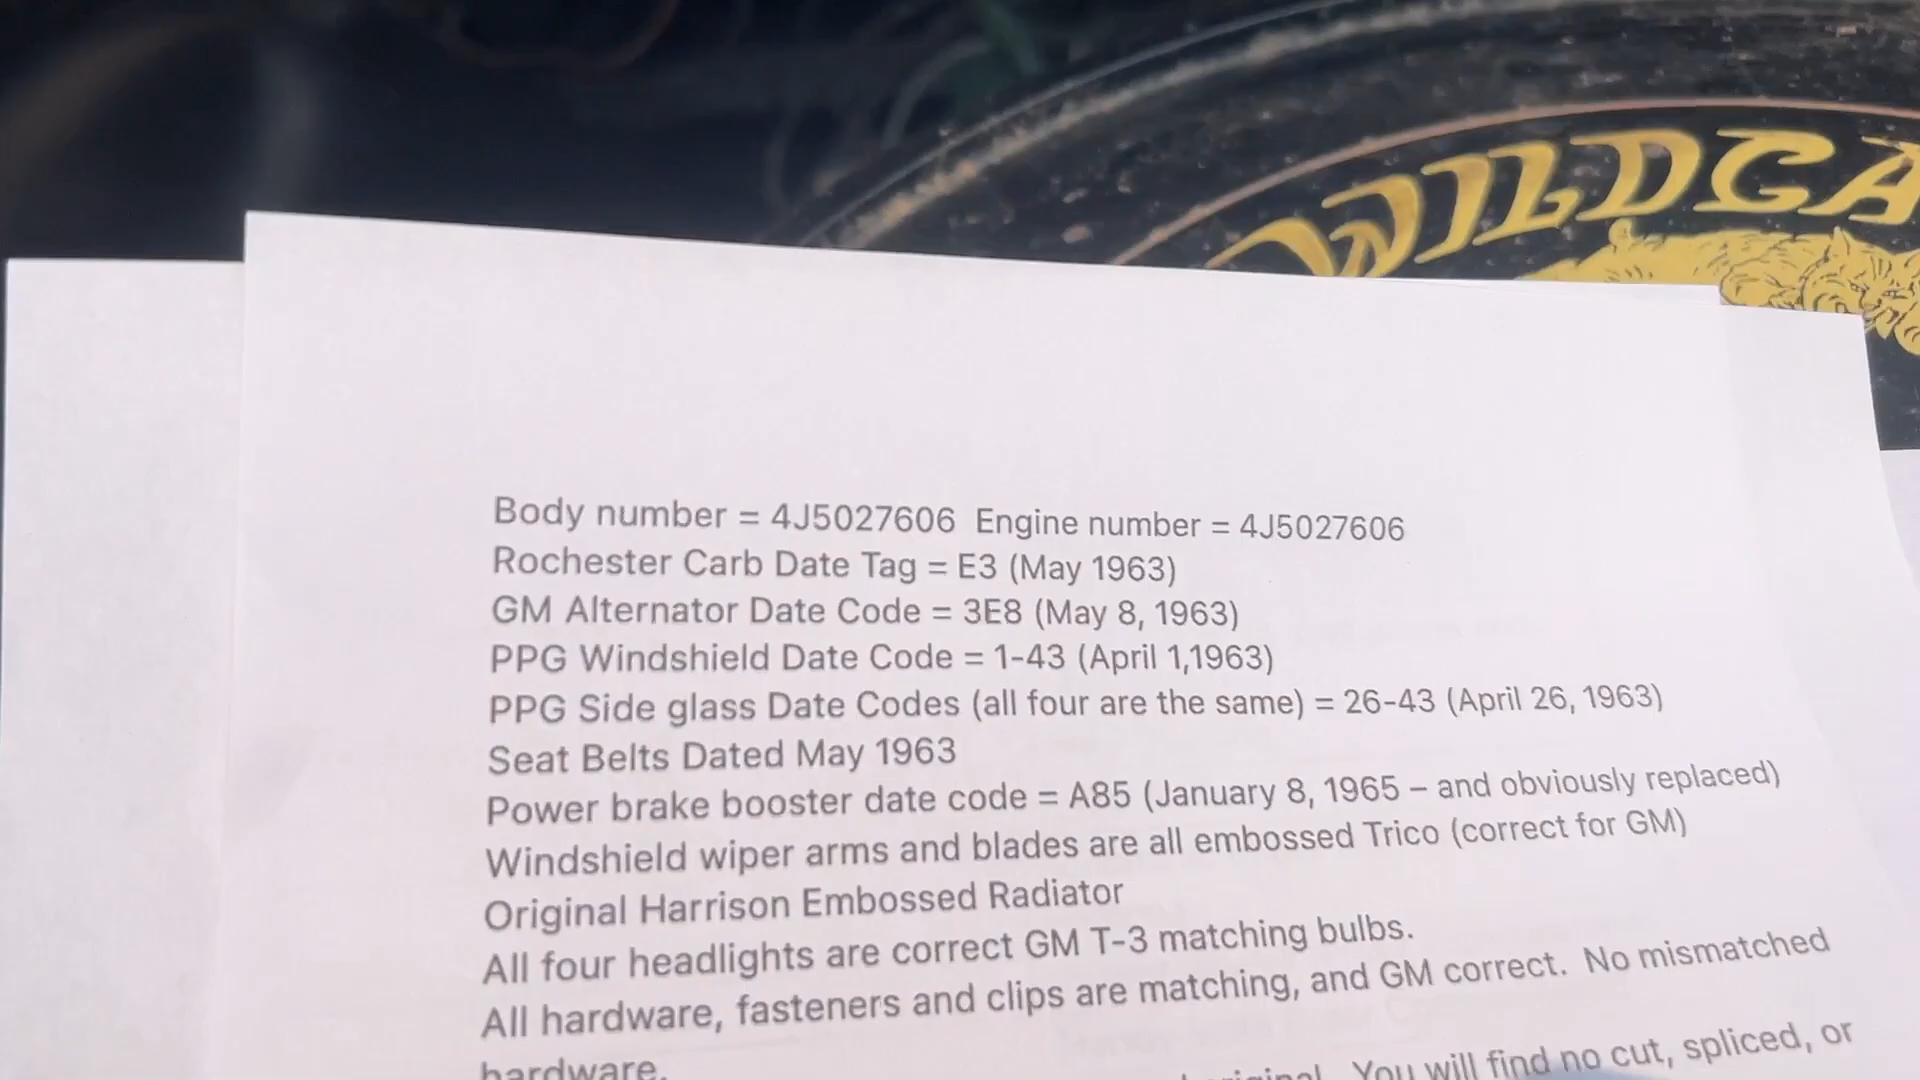 WILDCA
Body number = 4J5027606 Engine number = 4J5027606
Rochester Carb Date Tag = E3 (May 1963)
GM Alternator Date Code = 3E8 (May 8, 1963)
PPG Windshield Date Code = 1-43 (April 1,1963)
PPG Side glass Date Codes (all four are the same) = 26-43 (April 26, 1963)
Seat Belts Dated May 1963
Power brake booster date code = A85 (January 8, 1965 – and obviously replaced)
Windshield wiper arms and blades are all embossed Trico (correct for GM)
Original Harrison Embossed Radiator
All four headlights are correct GM T-3 matching bulbs.
All hardware, fasteners and clips are matching, and GM correct. No mismatched
hardware.
You will find no cut, spliced, or